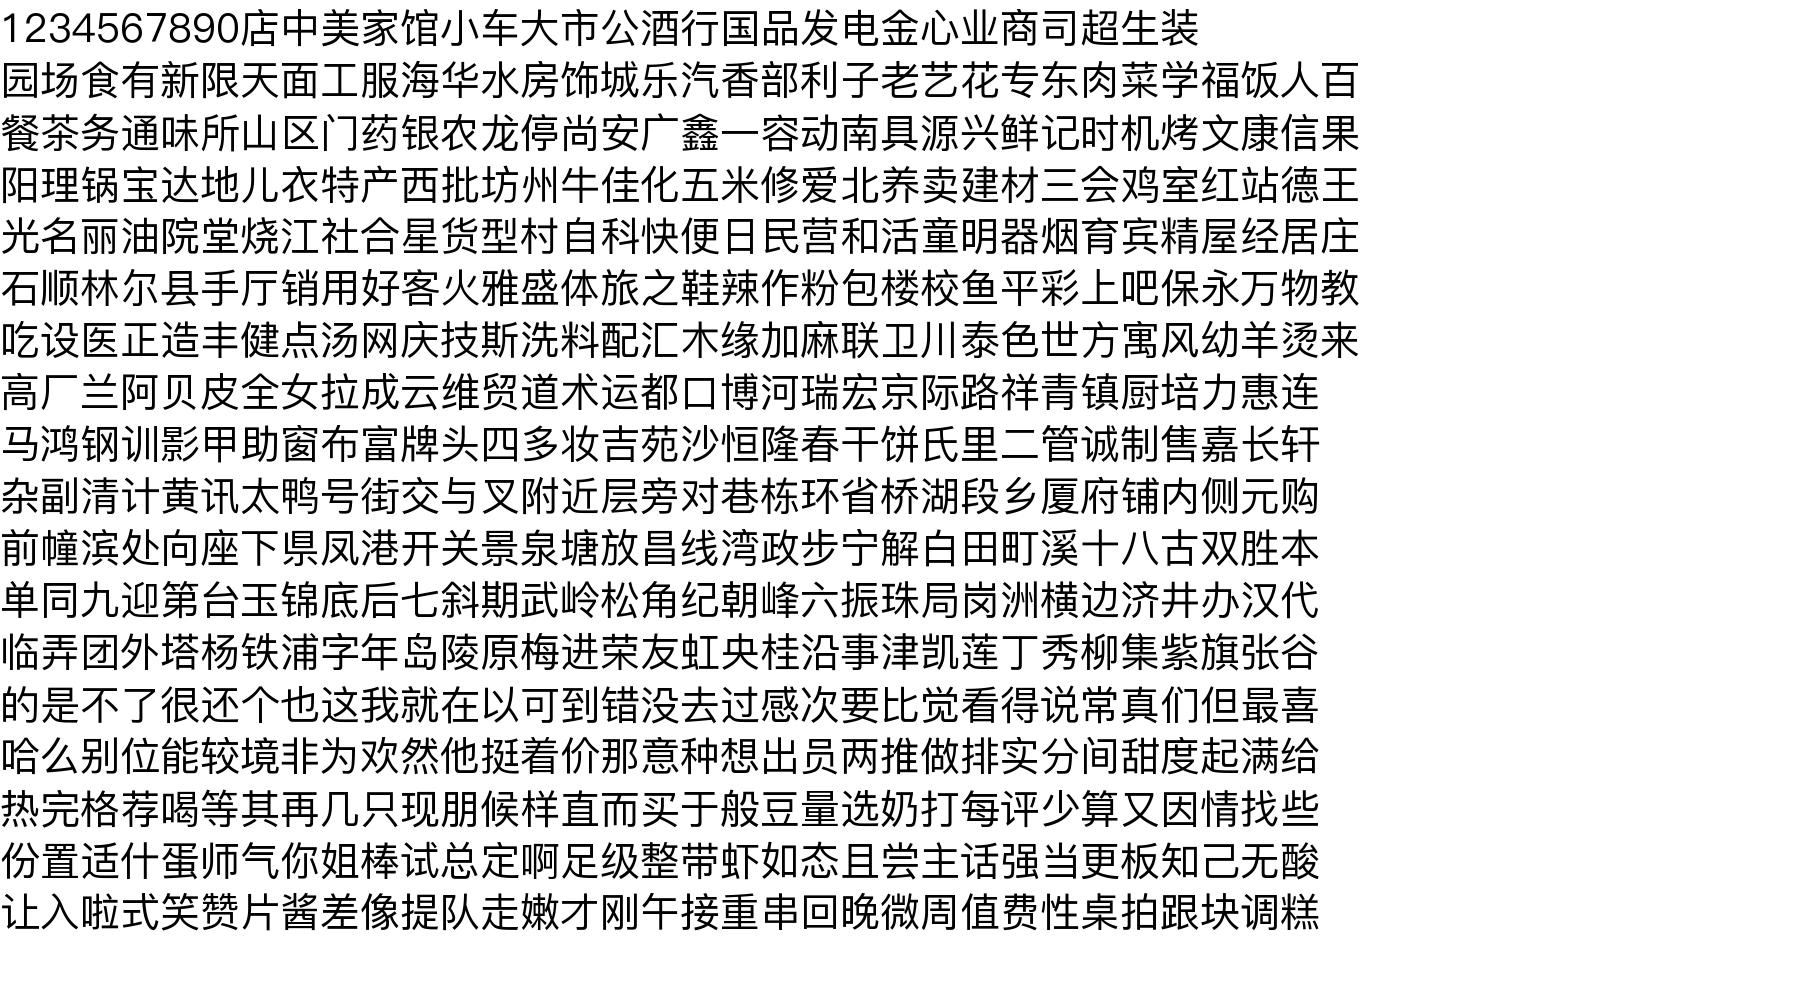 1234567890店中美家馆小车大市公酒行国品发电金心业商司超生装
园场食有新限天面工服海华水房饰城乐汽香部利子老艺花专东肉菜学福饭人百
餐茶务通味所山区门药银农龙停尚安广鑫一容动南具源兴鲜记时机烤文康信果
阳理锅宝达地儿衣特产西批坊州牛佳化五米修爱北养卖建材三会鸡室红站德王
光名丽油院堂烧江社合星货型村自科快便日民营和活童明器烟育宾精屋经居庄
石顺林尔县手厅销用好客火雅盛体旅之鞋辣作粉包楼校鱼平彩上吧保永万物教
吃设医正造丰健点汤网庆技斯洗料配汇木缘加麻联卫川泰色世方寓风幼羊烫来
高厂兰阿贝皮全女拉成云维贸道术运都口博河瑞宏京际路祥青镇厨培力惠连
马鸿钢训影甲助窗布富牌头四多妆吉苑沙恒隆春干饼氏里二管诚制售嘉长轩
杂副清计黄讯太鸭号街交与叉附近层旁对巷栋环省桥湖段乡厦府铺内侧元购
前幢滨处向座下県凤港开关景泉塘放昌线湾政步宁解白田町溪十八古双胜本
单同九迎第台玉锦底后七斜期武岭松角纪朝峰六振珠局岗洲横边济井办汉代
临弄团外塔杨铁浦字年岛陵原梅进荣友虹央桂沿事津凯莲丁秀柳集紫旗张谷
的是不了很还个也这我就在以可到错没去过感次要比觉看得说常真们但最喜
哈么别位能较境非为欢然他挺着价那意种想出员两推做排实分间甜度起满给
热完格荐喝等其再几只现朋候样直而买于般豆量选奶打每评少算又因情找些
份置适什蛋师气你姐棒试总定啊足级整带虾如态且尝主话强当更板知己无酸
让入啦式笑赞片酱差像提队走嫩才刚午接重串回晚微周值费性桌拍跟块调糕